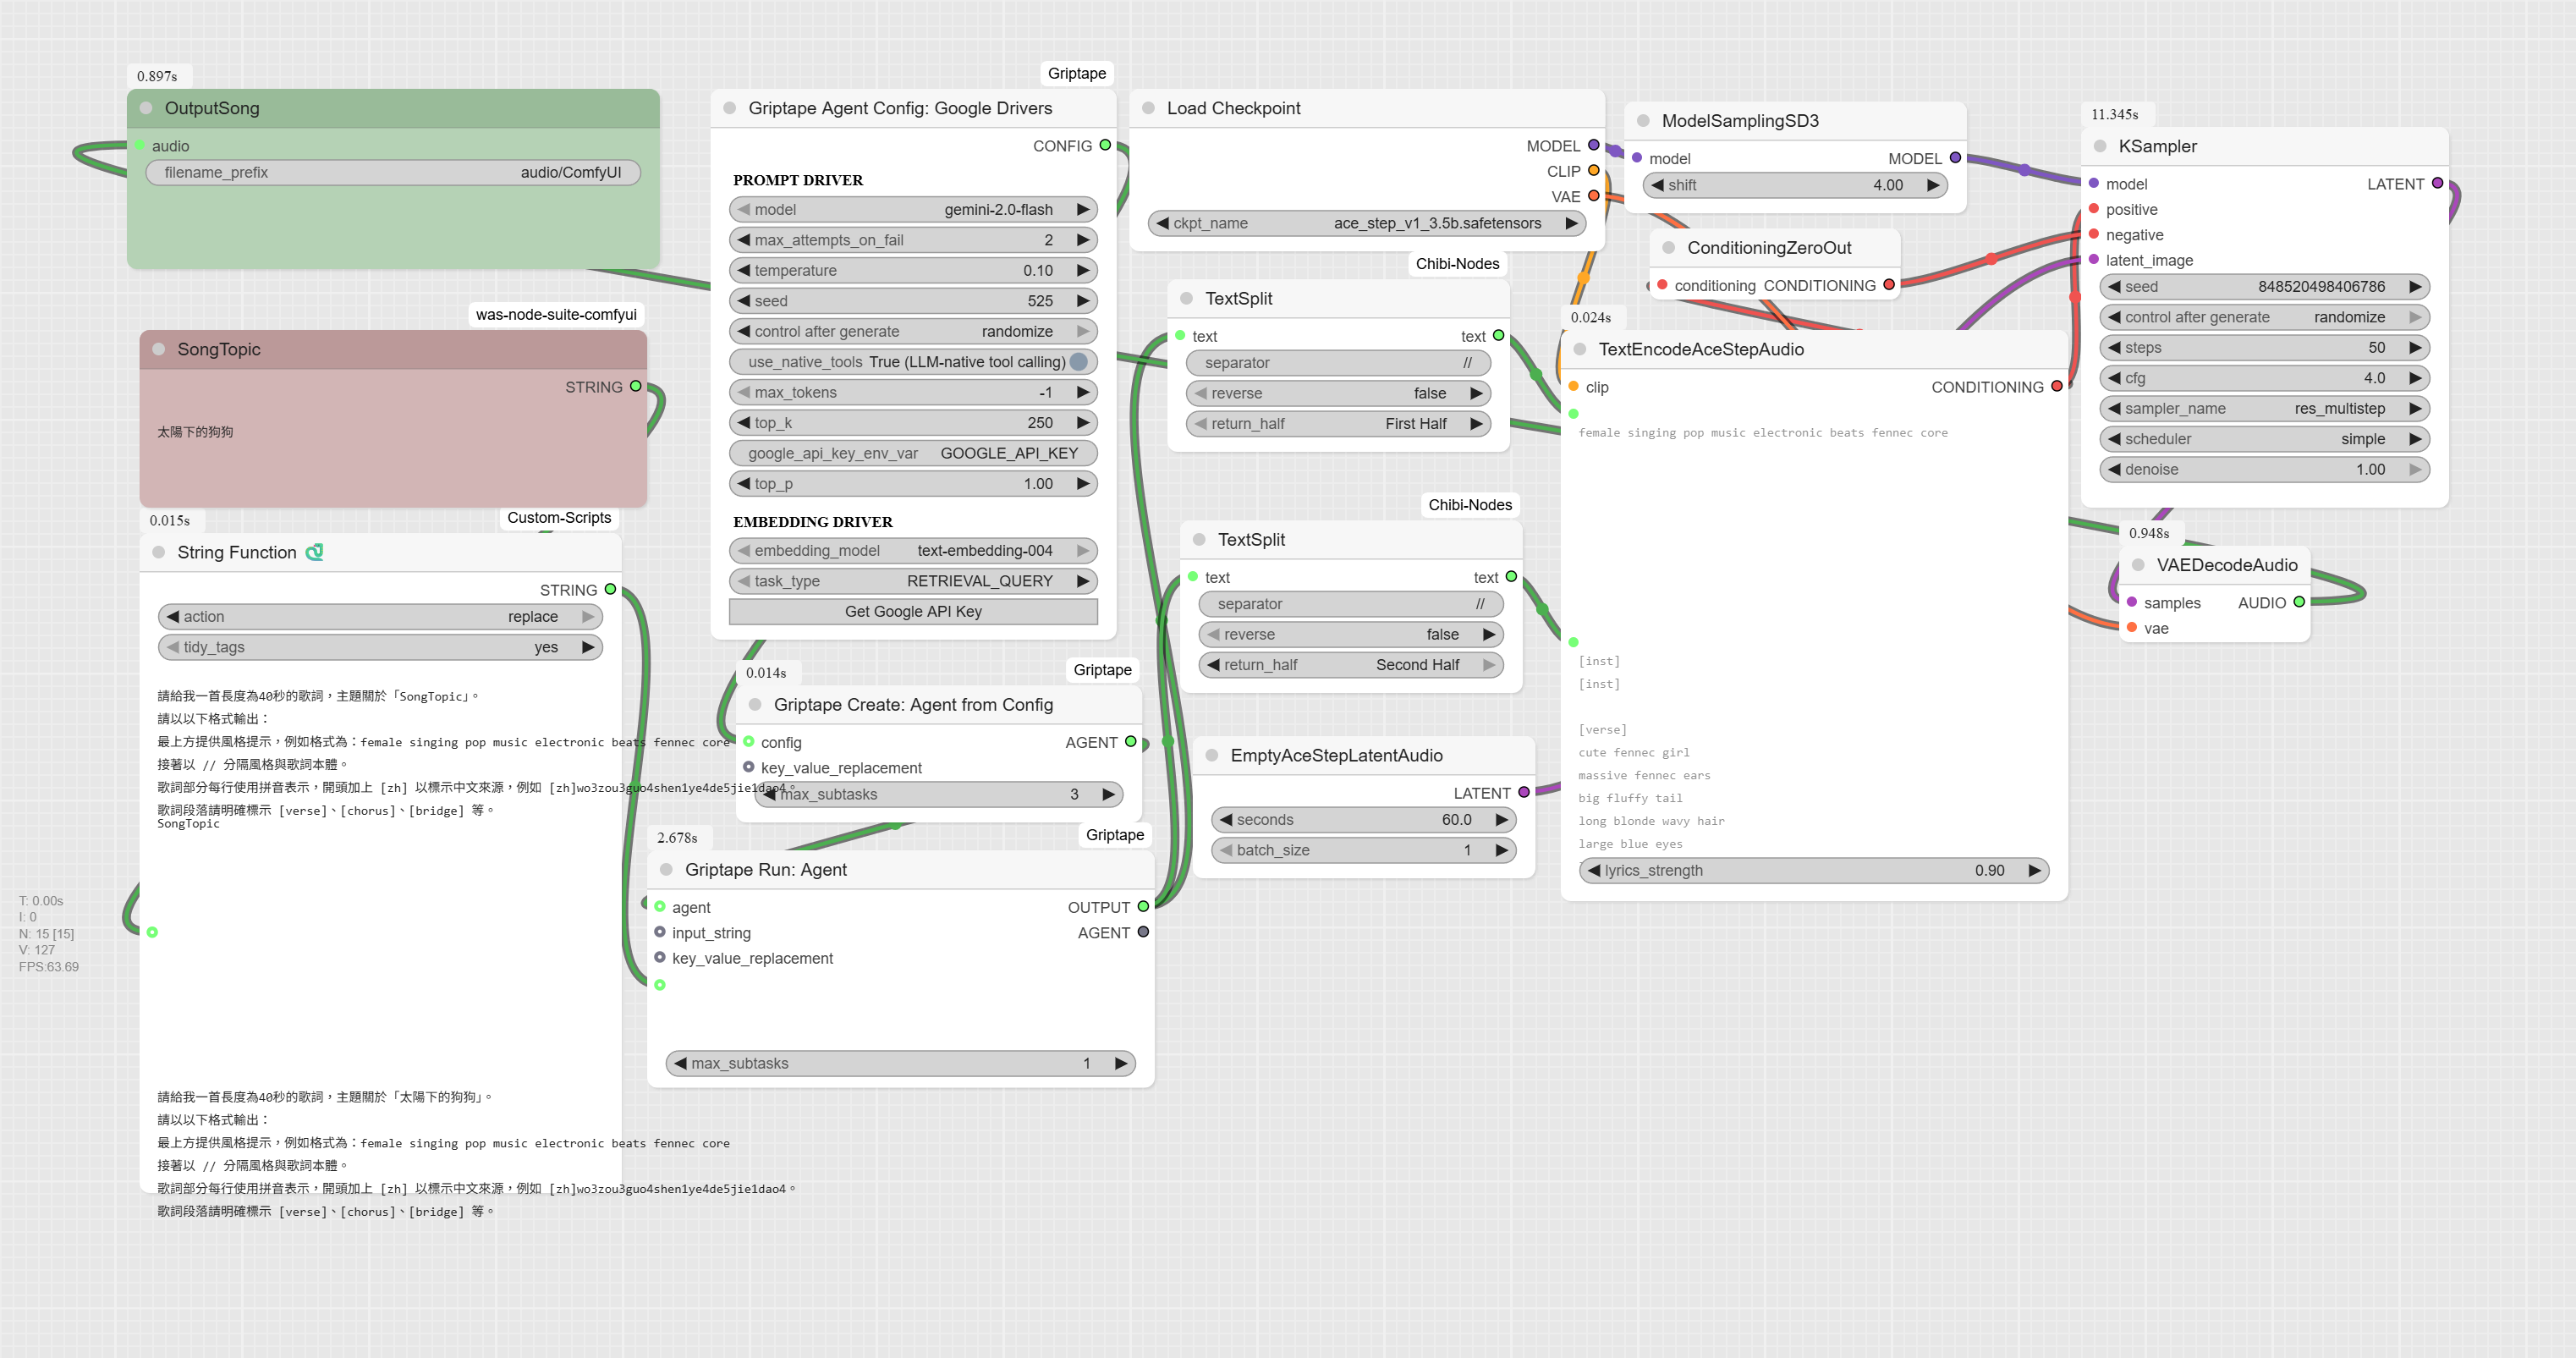 0.897s
OutputSong
audio
filename_prefix audio/ComfyUI
was-node-suite-comfyui
SongTopic
STRING
太陽下的狗狗
0.015s
Custom-Scripts
String Function
STRING
action replace
tidy_tags yes
請給我一首長度為40秒的歌詞，主題關於「SongTopic」。
請以以下格式輸出：
最上方提供風格提示，例如格式為：female singing pop music electronic beats fennec core
接著以 // 分隔風格與歌詞本體。
歌詞部分每行使用拼音表示，開頭加上 [zh] 以標示中文來源，例如 [zh]wo3zou3guo4shen1ye4de5jie1dao4。
歌詞段落請明確標示 [verse]、[chorus]、[bridge] 等。
SongTopic
T: 0.00s
I: 0
N: 15 [15]
V: 127
FPS:63.69
請給我一首長度為40秒的歌詞，主題關於「太陽下的狗狗」。
請以以下格式輸出：
最上方提供風格提示，例如格式為：female singing pop music electronic beats fennec core
接著以 // 分隔風格與歌詞本體。
歌詞部分每行使用拼音表示，開頭加上 [zh] 以標示中文來源，例如 [zh]wo3zou3guo4shen1ye4de5jie1dao4。
歌詞段落請明確標示 [verse]、[chorus]、[bridge] 等。
Griptape
Griptape Agent Config: Google Drivers
CONFIG
PROMPT DRIVER
model gemini-2.0-flash
max_attempts_on_fail 2
temperature 0.10
seed 525
control after generate randomize
use_native_tools True (LLM-native tool calling)
max_tokens -1
top_k 250
google_api_key_env_var GOOGLE_API_KEY
top_p 1.00
EMBEDDING DRIVER
embedding_model text-embedding-004
task_type RETRIEVAL_QUERY
Get Google API Key
0.014s
Griptape
Griptape Create: Agent from Config
config AGENT
key_value_replacement
max_subtasks 3
2.678s
Griptape
Griptape Run: Agent
agent OUTPUT
input_string AGENT
key_value_replacement
max_subtasks 1
Load Checkpoint
MODEL
CLIP
VAE
ckpt_name ace_step_v1_3.5b.safetensors
Chibi-Nodes
TextSplit
text text
separator //
reverse false
return_half First Half
Chibi-Nodes
TextSplit
text text
separator //
reverse false
return_half Second Half
EmptyAceStepLatentAudio
LATENT
seconds 60.0
batch_size 1
ModelSamplingSD3
model MODEL
shift 4.00
ConditioningZeroOut
conditioning CONDITIONING
0.024s
TextEncodeAceStepAudio
clip CONDITIONING
female singing pop music electronic beats fennec core
[inst]
[inst]
[verse]
cute fennec girl
massive fennec ears
big fluffy tail
long blonde wavy hair
large blue eyes
lyrics_strength 0.90
11.345s
KSampler
model LATENT
positive
negative
latent_image
seed 848520498406786
control after generate randomize
steps 50
cfg 4.0
sampler_name res_multistep
scheduler simple
denoise 1.00
0.948s
VAEDecodeAudio
samples AUDIO
vae